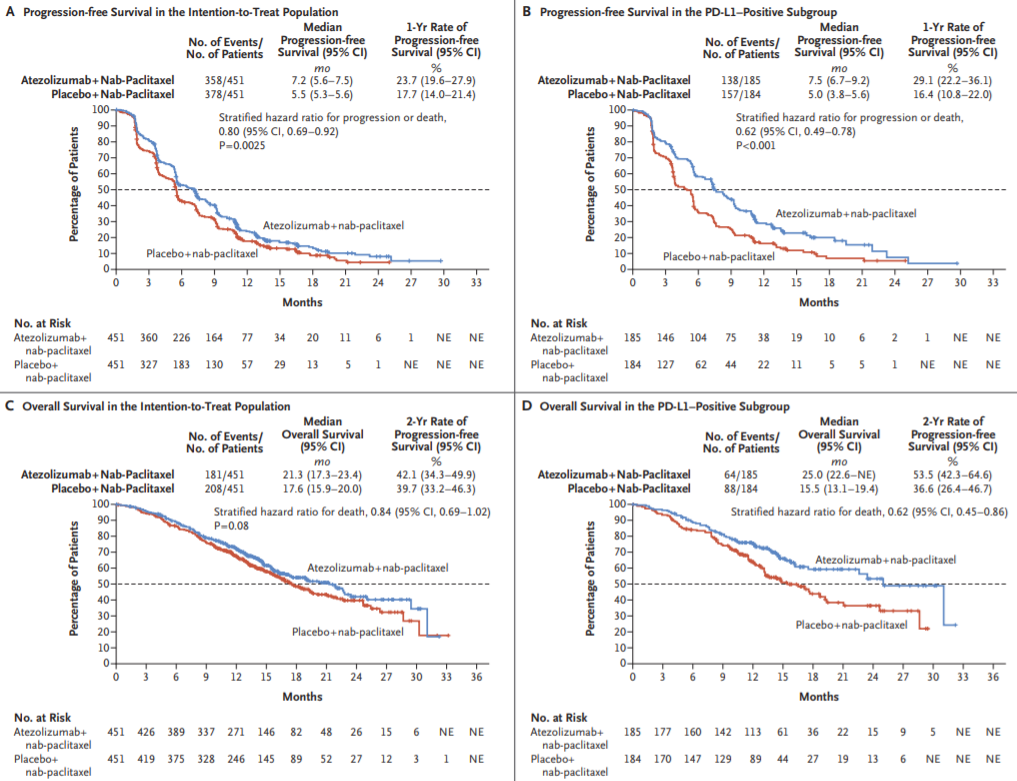 A Progression-free Survival in the Intention-to-Treat Population
No. of Events/
No. of Patients
Median
Progression-free
Survival (95% CI)
1-Yr Rate of
Progression-free
Survival (95% CI)
mo
%
Atezolizumab+Nab-Paclitaxel 358/451 7.2 (5.6–7.5) 23.7 (19.6–27.9)
Placebo+Nab-Paclitaxel 378/451 5.5 (5.3–5.6) 17.7 (14.0–21.4)
Stratified hazard ratio for progression or death,
0.80 (95% CI, 0.69–0.92)
P=0.0025
Percentage of Patients
100
90
80
70
60
50
40
30
20
10
0
Atezolizumab+nab-paclitaxel
Placebo+nab-paclitaxel
0 3 6 9 12 15 18 21 24 27 30 33
Months
No. at Risk
Atezolizumab+
nab-paclitaxel
451 360 226 164 77 34 20 11 6 1 NE NE
Placebo+
nab-paclitaxel
451 327 183 130 57 29 13 5 1 NE NE NE
B Progression-free Survival in the PD-L1–Positive Subgroup
No. of Events/
No. of Patients
Median
Progression-free
Survival (95% CI)
1-Yr Rate of
Progression-free
Survival (95% CI)
mo
%
Atezolizumab+Nab-Paclitaxel 138/185 7.5 (6.7–9.2) 29.1 (22.2–36.1)
Placebo+Nab-Paclitaxel 157/184 5.0 (3.8–5.6) 16.4 (10.8–22.0)
Stratified hazard ratio for progression or death,
0.62 (95% CI, 0.49–0.78)
P<0.001
Percentage of Patients
100
90
80
70
60
50
40
30
20
10
0
Atezolizumab+nab-paclitaxel
Placebo+nab-paclitaxel
0 3 6 9 12 15 18 21 24 27 30 33
Months
No. at Risk
Atezolizumab+
nab-paclitaxel
185 146 104 75 38 19 10 6 2 1 NE NE
Placebo+
nab-paclitaxel
184 127 62 44 22 11 5 5 1 NE NE NE
C Overall Survival in the Intention-to-Treat Population
No. of Events/
No. of Patients
Median
Overall Survival
(95% CI)
2-Yr Rate of
Progression-free
Survival (95% CI)
mo
%
Atezolizumab+Nab-Paclitaxel 181/451 21.3 (17.3–23.4) 42.1 (34.3–49.9)
Placebo+Nab-Paclitaxel 208/451 17.6 (15.9–20.0) 39.7 (33.2–46.3)
Stratified hazard ratio for death, 0.84 (95% CI, 0.69–1.02)
P=0.08
Percentage of Patients
100
90
80
70
60
50
40
30
20
10
0
Atezolizumab+nab-paclitaxel
Placebo+nab-paclitaxel
0 3 6 9 12 15 18 21 24 27 30 33 36
Months
No. at Risk
Atezolizumab+
nab-paclitaxel
451 426 389 337 271 146 82 48 26 15 6 NE NE
Placebo+
nab-paclitaxel
451 419 375 328 246 145 89 52 27 12 3 1 NE
D Overall Survival in the PD-L1–Positive Subgroup
No. of Events/
No. of Patients
Median
Overall Survival
(95% CI)
2-Yr Rate of
Progression-free
Survival (95% CI)
mo
%
Atezolizumab+Nab-Paclitaxel 64/185 25.0 (22.6–NE) 53.5 (42.3–64.6)
Placebo+Nab-Paclitaxel 88/184 15.5 (13.1–19.4) 36.6 (26.4–46.7)
Stratified hazard ratio for death, 0.62 (95% CI, 0.45–0.86)
Percentage of Patients
100
90
80
70
60
50
40
30
20
10
0
Atezolizumab+nab-paclitaxel
Placebo+nab-paclitaxel
0 3 6 9 12 15 18 21 24 27 30 33 36
Months
No. at Risk
Atezolizumab+
nab-paclitaxel
185 177 160 142 113 61 36 22 15 9 5 NE NE
Placebo+
nab-paclitaxel
184 170 147 129 89 44 27 19 13 6 NE NE NE